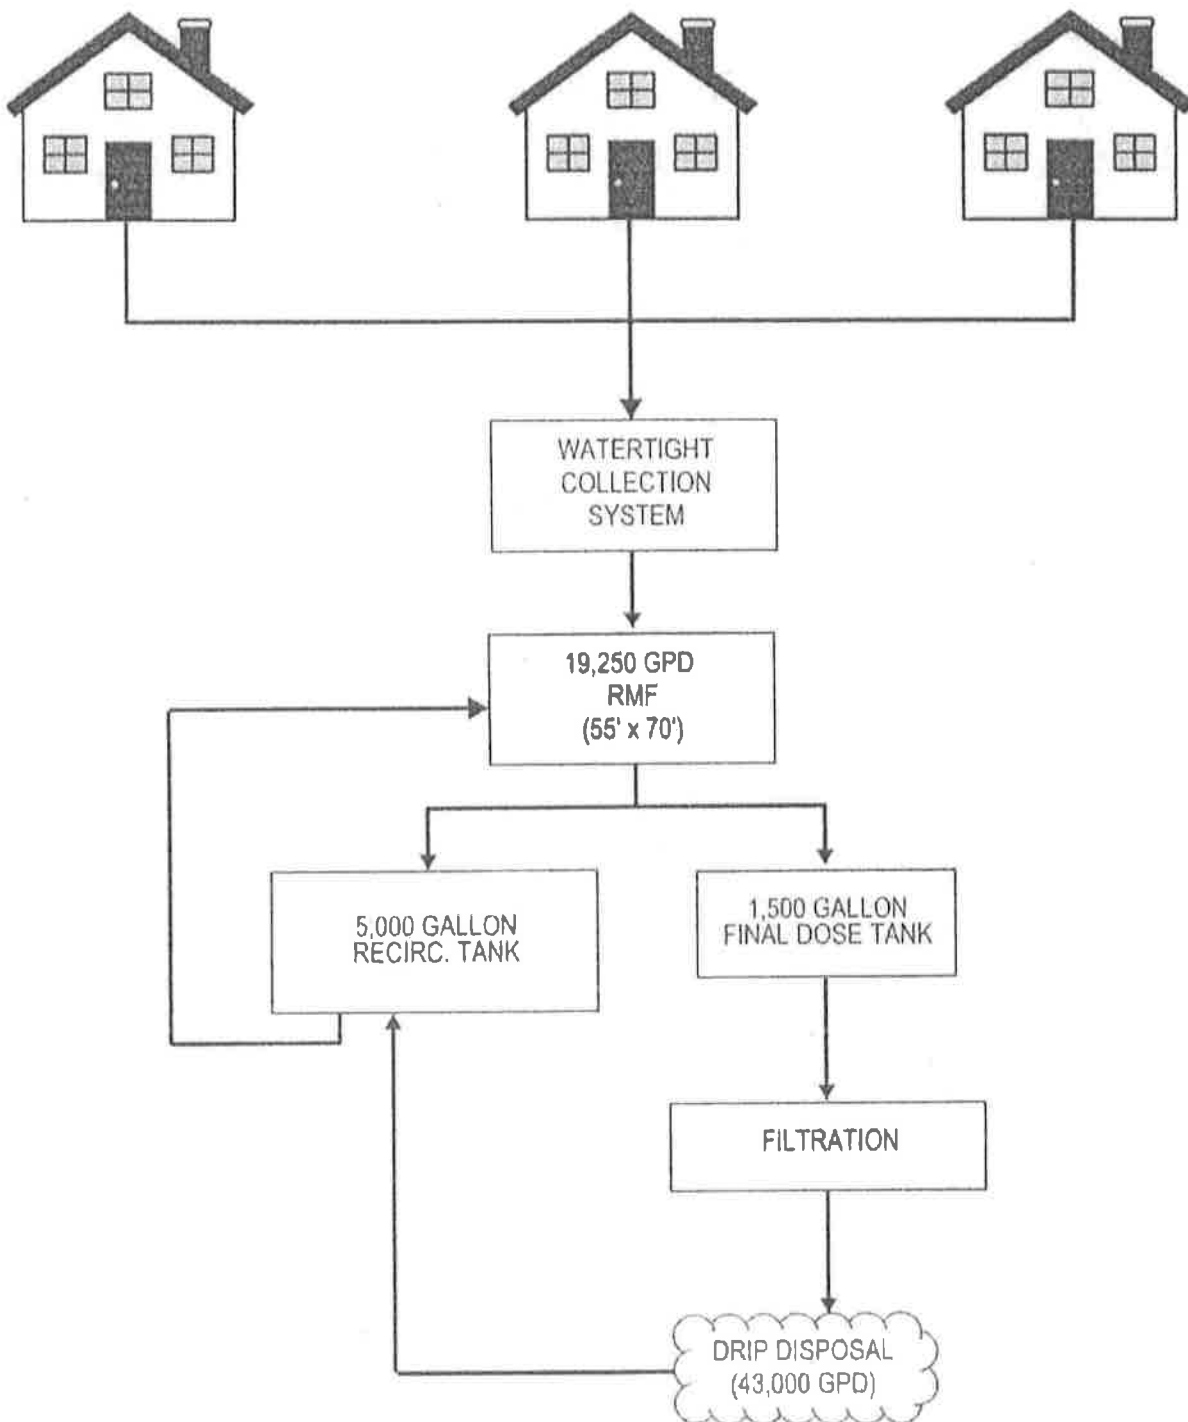 WATERTIGHT
COLLECTION
SYSTEM
19,250 GPD
RMF
(55' x 70')
5,000 GALLON
RECIRC. TANK
1,500 GALLON
FINAL DOSE TANK
FILTRATION
DRIP DISPOSAL
(43,000 GPD)